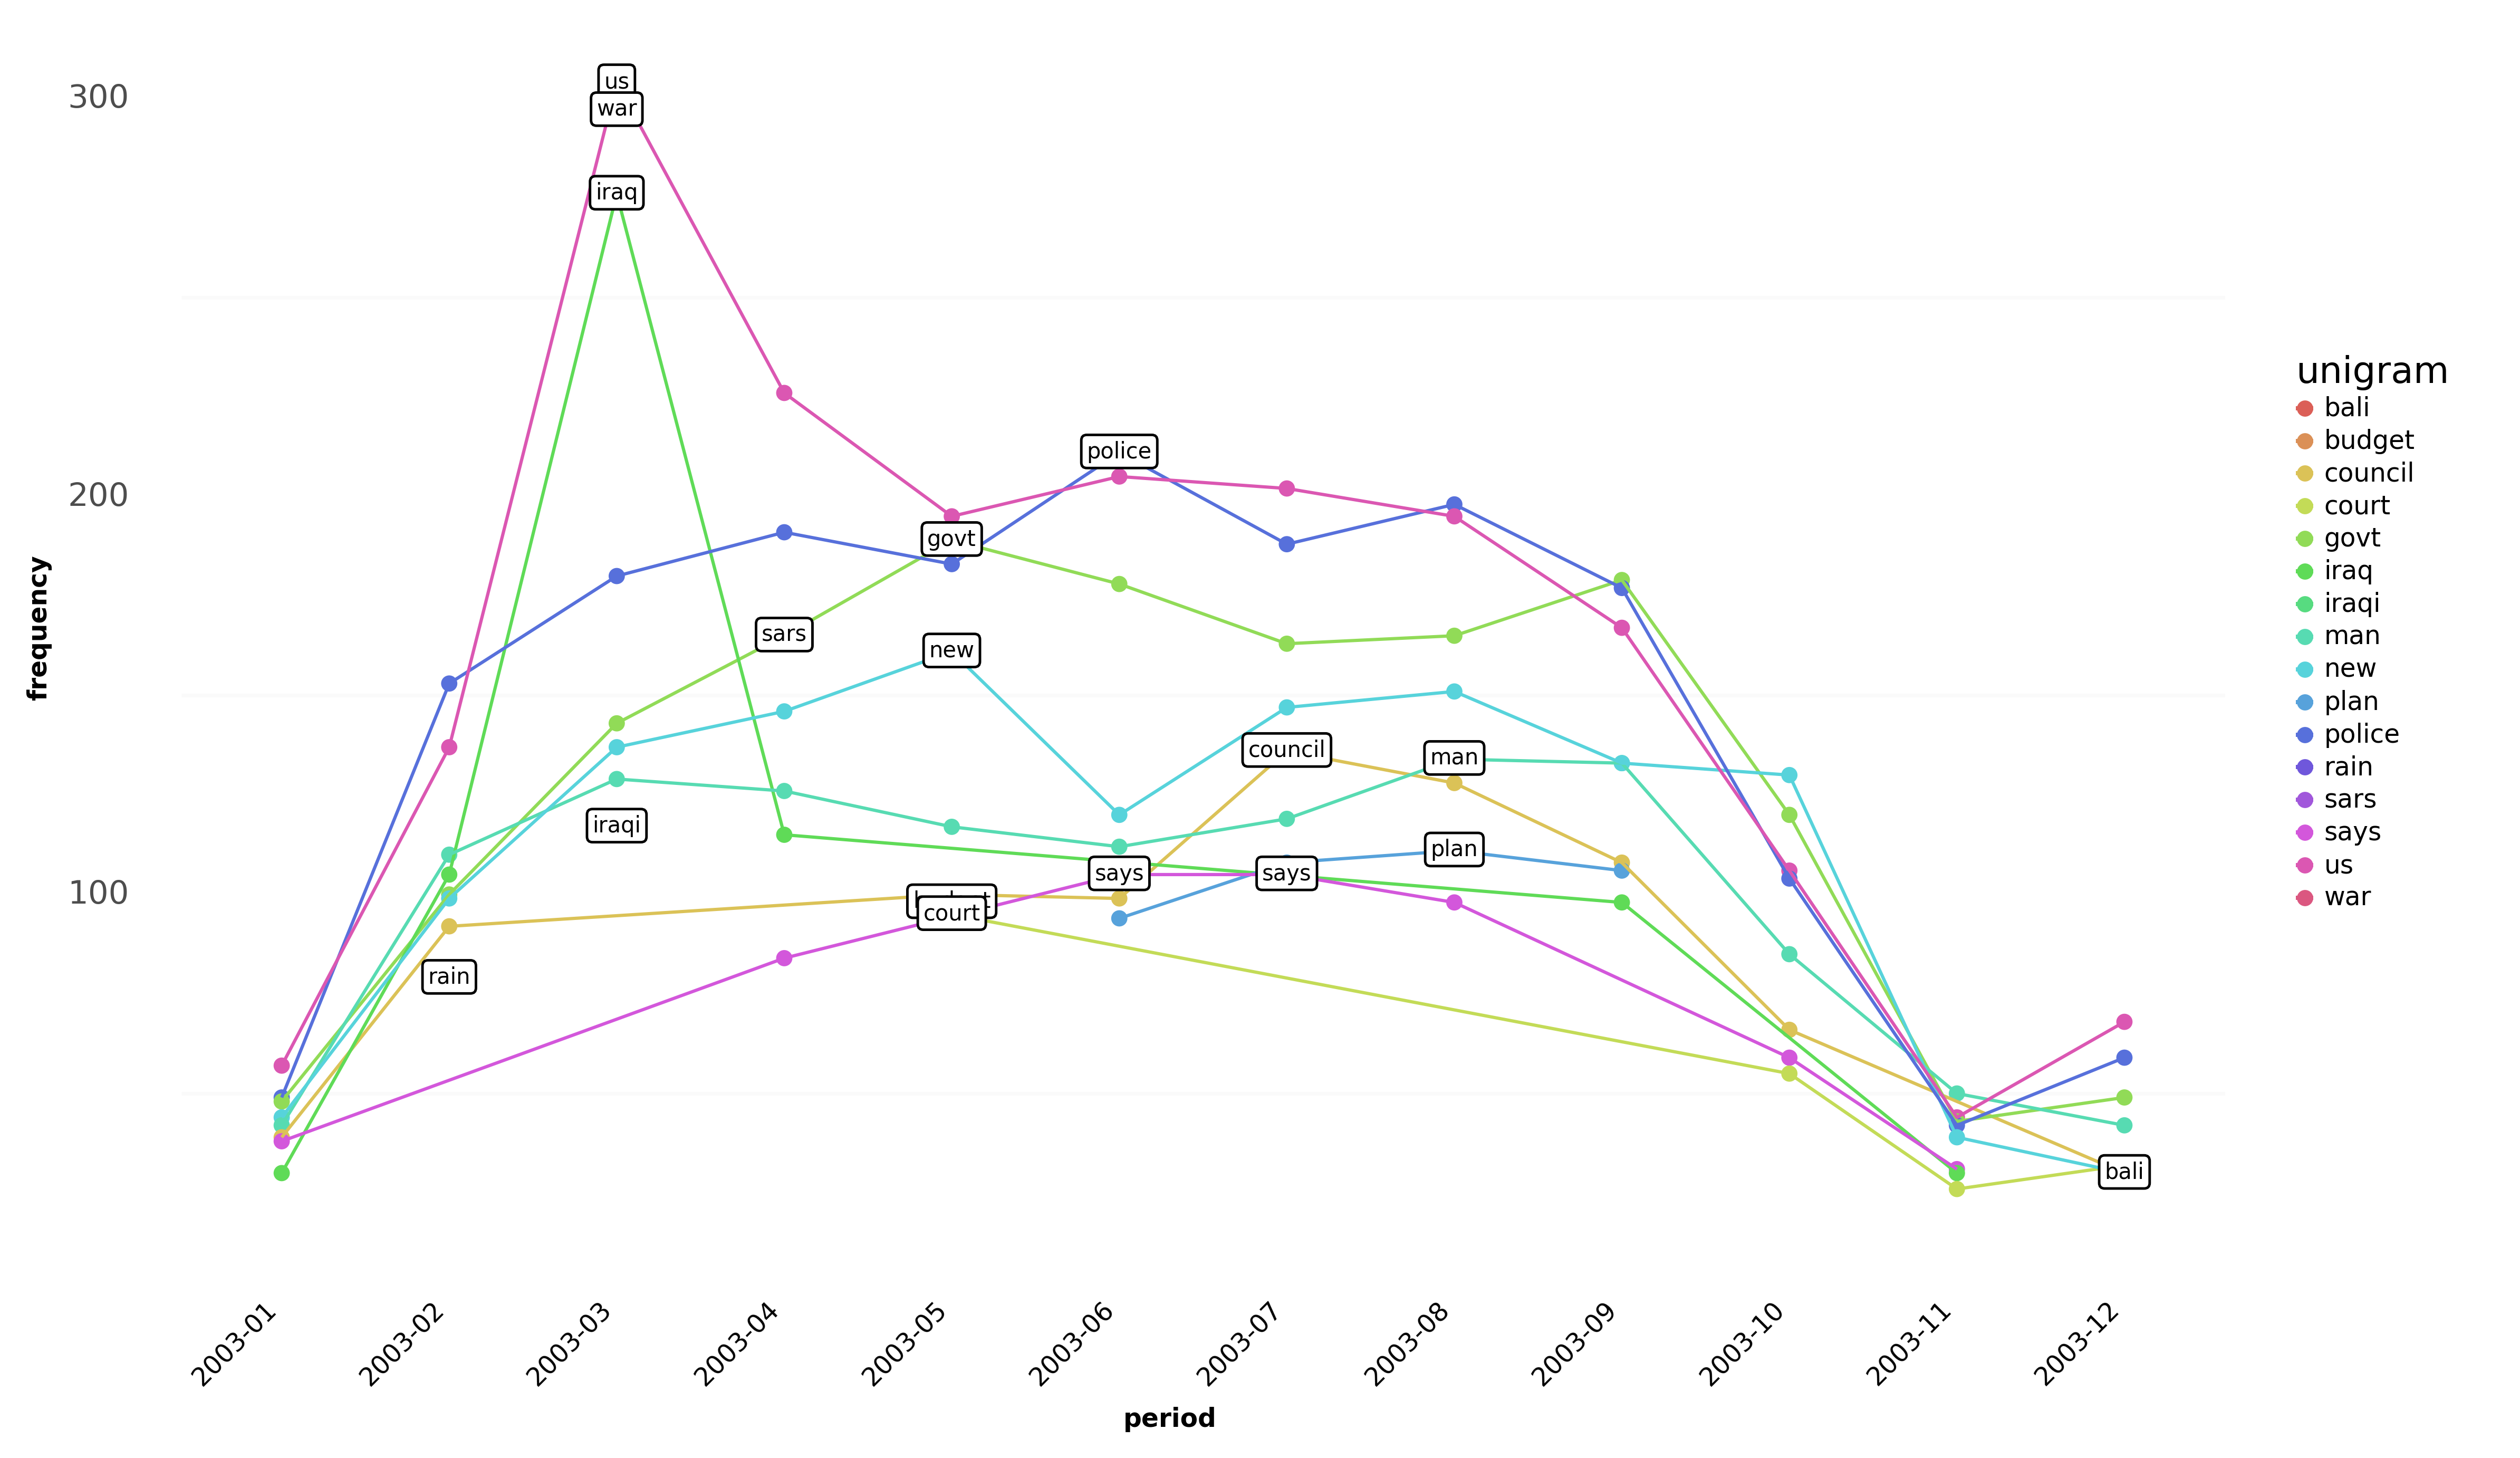 us
300
war
iraq
police
200
govt
sars
new
council
man
iraqi
plan
says
says
100
court
rain
bali
frequency
2003-01
2003-02
2003-03
2003-04
2003-05
2003-06
2003-07
2003-08
2003-09
2003-10
2003-11
2003-12
period
unigram
bali
budget
council
court
govt
iraq
iraqi
man
new
plan
police
rain
sars
says
us
war